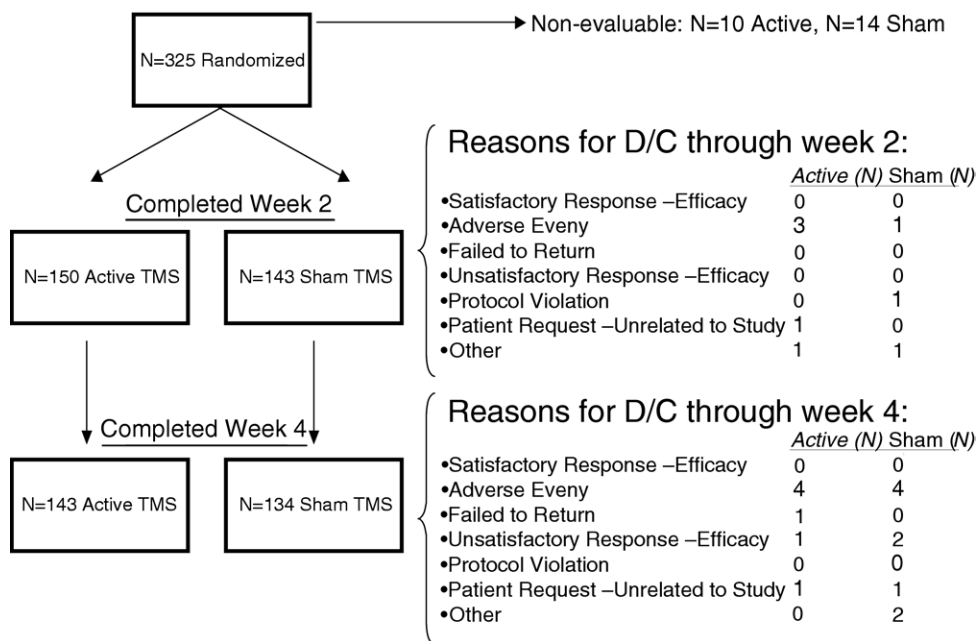 Non-evaluable: N=10 Active, N=14 Sham
N=325 Randomized
Reasons for D/C through week 2:
Active (N) Sham (N)
Completed Week 2
•Satisfactory Response –Efficacy 0 0
•Adverse Eveny 3 1
•Failed to Return 0 0
•Unsatisfactory Response –Efficacy 0 0
•Protocol Violation 0 1
•Patient Request –Unrelated to Study 1 0
•Other 1 1
N=150 Active TMS
N=143 Sham TMS
Reasons for D/C through week 4:
Active (N) Sham (N)
Completed Week 4
•Satisfactory Response –Efficacy 0 0
•Adverse Eveny 4 4
•Failed to Return 1 0
•Unsatisfactory Response –Efficacy 1 2
•Protocol Violation 0 0
•Patient Request –Unrelated to Study 1 1
•Other 0 2
N=143 Active TMS
N=134 Sham TMS